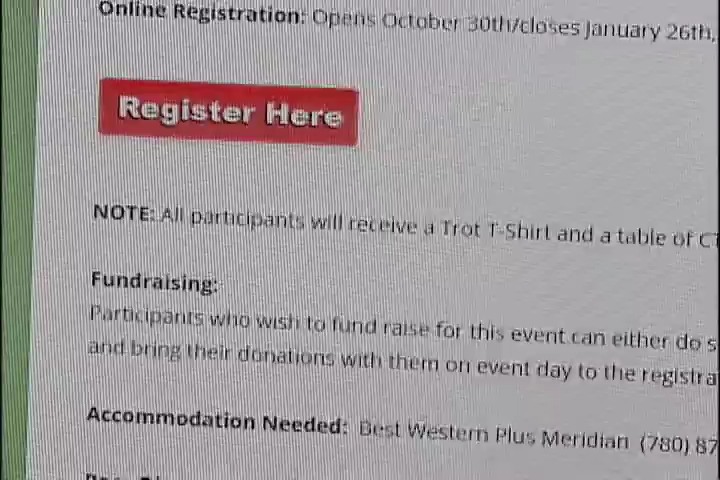 Online Registration: Opens October 30th/closes January 26th,
Register Here
NOTE: All participants will receive a Trot T-Shirt and a table of
Fundraising:
Participants who wish to fund raise for this event can either do
and bring their donations with them on event day to the
Accommodation Needed: Best Western Plus Meridian (780) 87